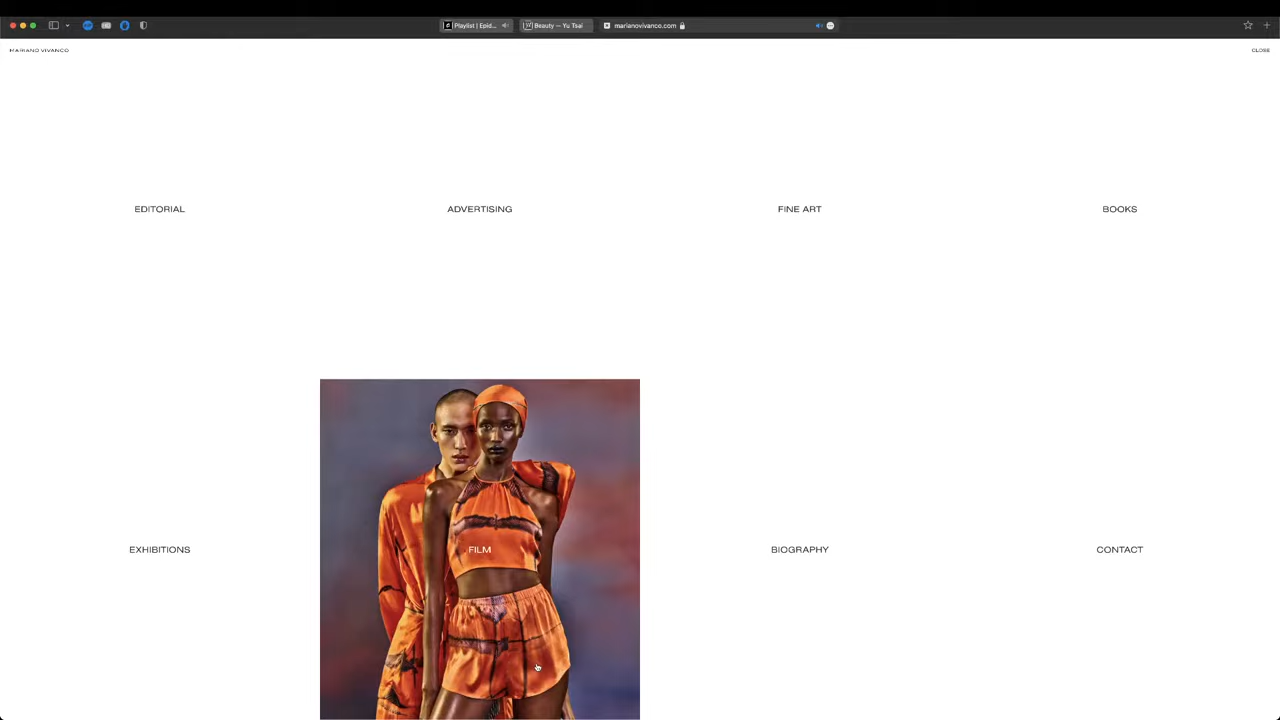 Playlist | Epid...
Beauty — Yu Tsai
marianovivanco.com
MARIANO VIVANCO
CLOSE
EDITORIAL
ADVERTISING
FINE ART
BOOKS
EXHIBITIONS
FILM
BIOGRAPHY
CONTACT